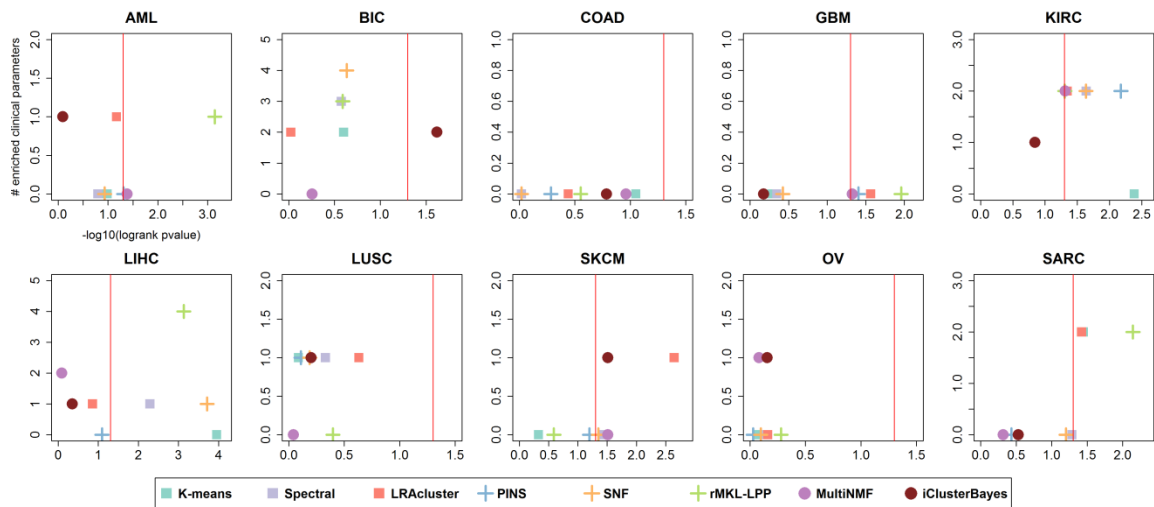 AML
BIC
COAD
GBM
KIRC
# enriched clinical parameters
0.0 0.5 1.0 1.5 2.0
0 1 2 3 4 5
0.0 0.2 0.4 0.6 0.8 1.0
0.0 0.2 0.4 0.6 0.8 1.0
0.0 1.0 2.0 3.0
0.0 1.0 2.0 3.0
0.0 0.5 1.0 1.5
0.0 0.5 1.0 1.5
0.0 0.5 1.0 1.5 2.0
0.0 0.5 1.0 1.5 2.0 2.5
-log10(logrank pvalue)
LIHC
LUSC
SKCM
OV
SARC
0 1 2 3 4 5
0.0 0.5 1.0 1.5 2.0
0.0 0.5 1.0 1.5 2.0
0.0 0.5 1.0 1.5 2.0
0.0 1.0 2.0 3.0
0 1 2 3 4
0.0 0.5 1.0 1.5
0.0 0.5 1.0 1.5 2.0 2.5
0.0 0.5 1.0 1.5
0.0 0.5 1.0 1.5 2.0
K-means Spectral LRAcluster PINS SNF rMKL-LPP MultiNMF iClusterBayes